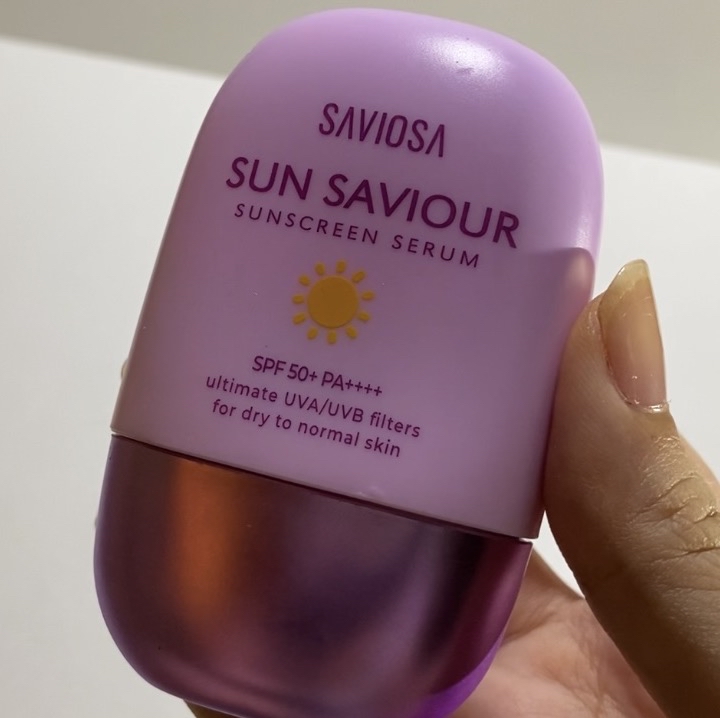 SAVIOSA
SUN SAVIOUR
SUNSCREEN SERUM
SPF 50+ PA++++
ultimate UVA/UVB filters
for dry to normal skin